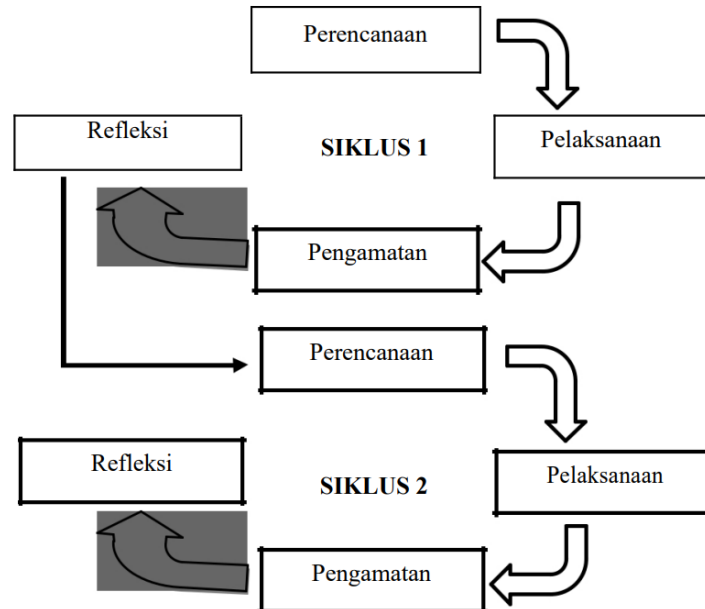 Perencanaan
Refleksi
SIKLUS 1
Pelaksanaan
Pengamatan
Perencanaan
Refleksi
SIKLUS 2
Pelaksanaan
Pengamatan